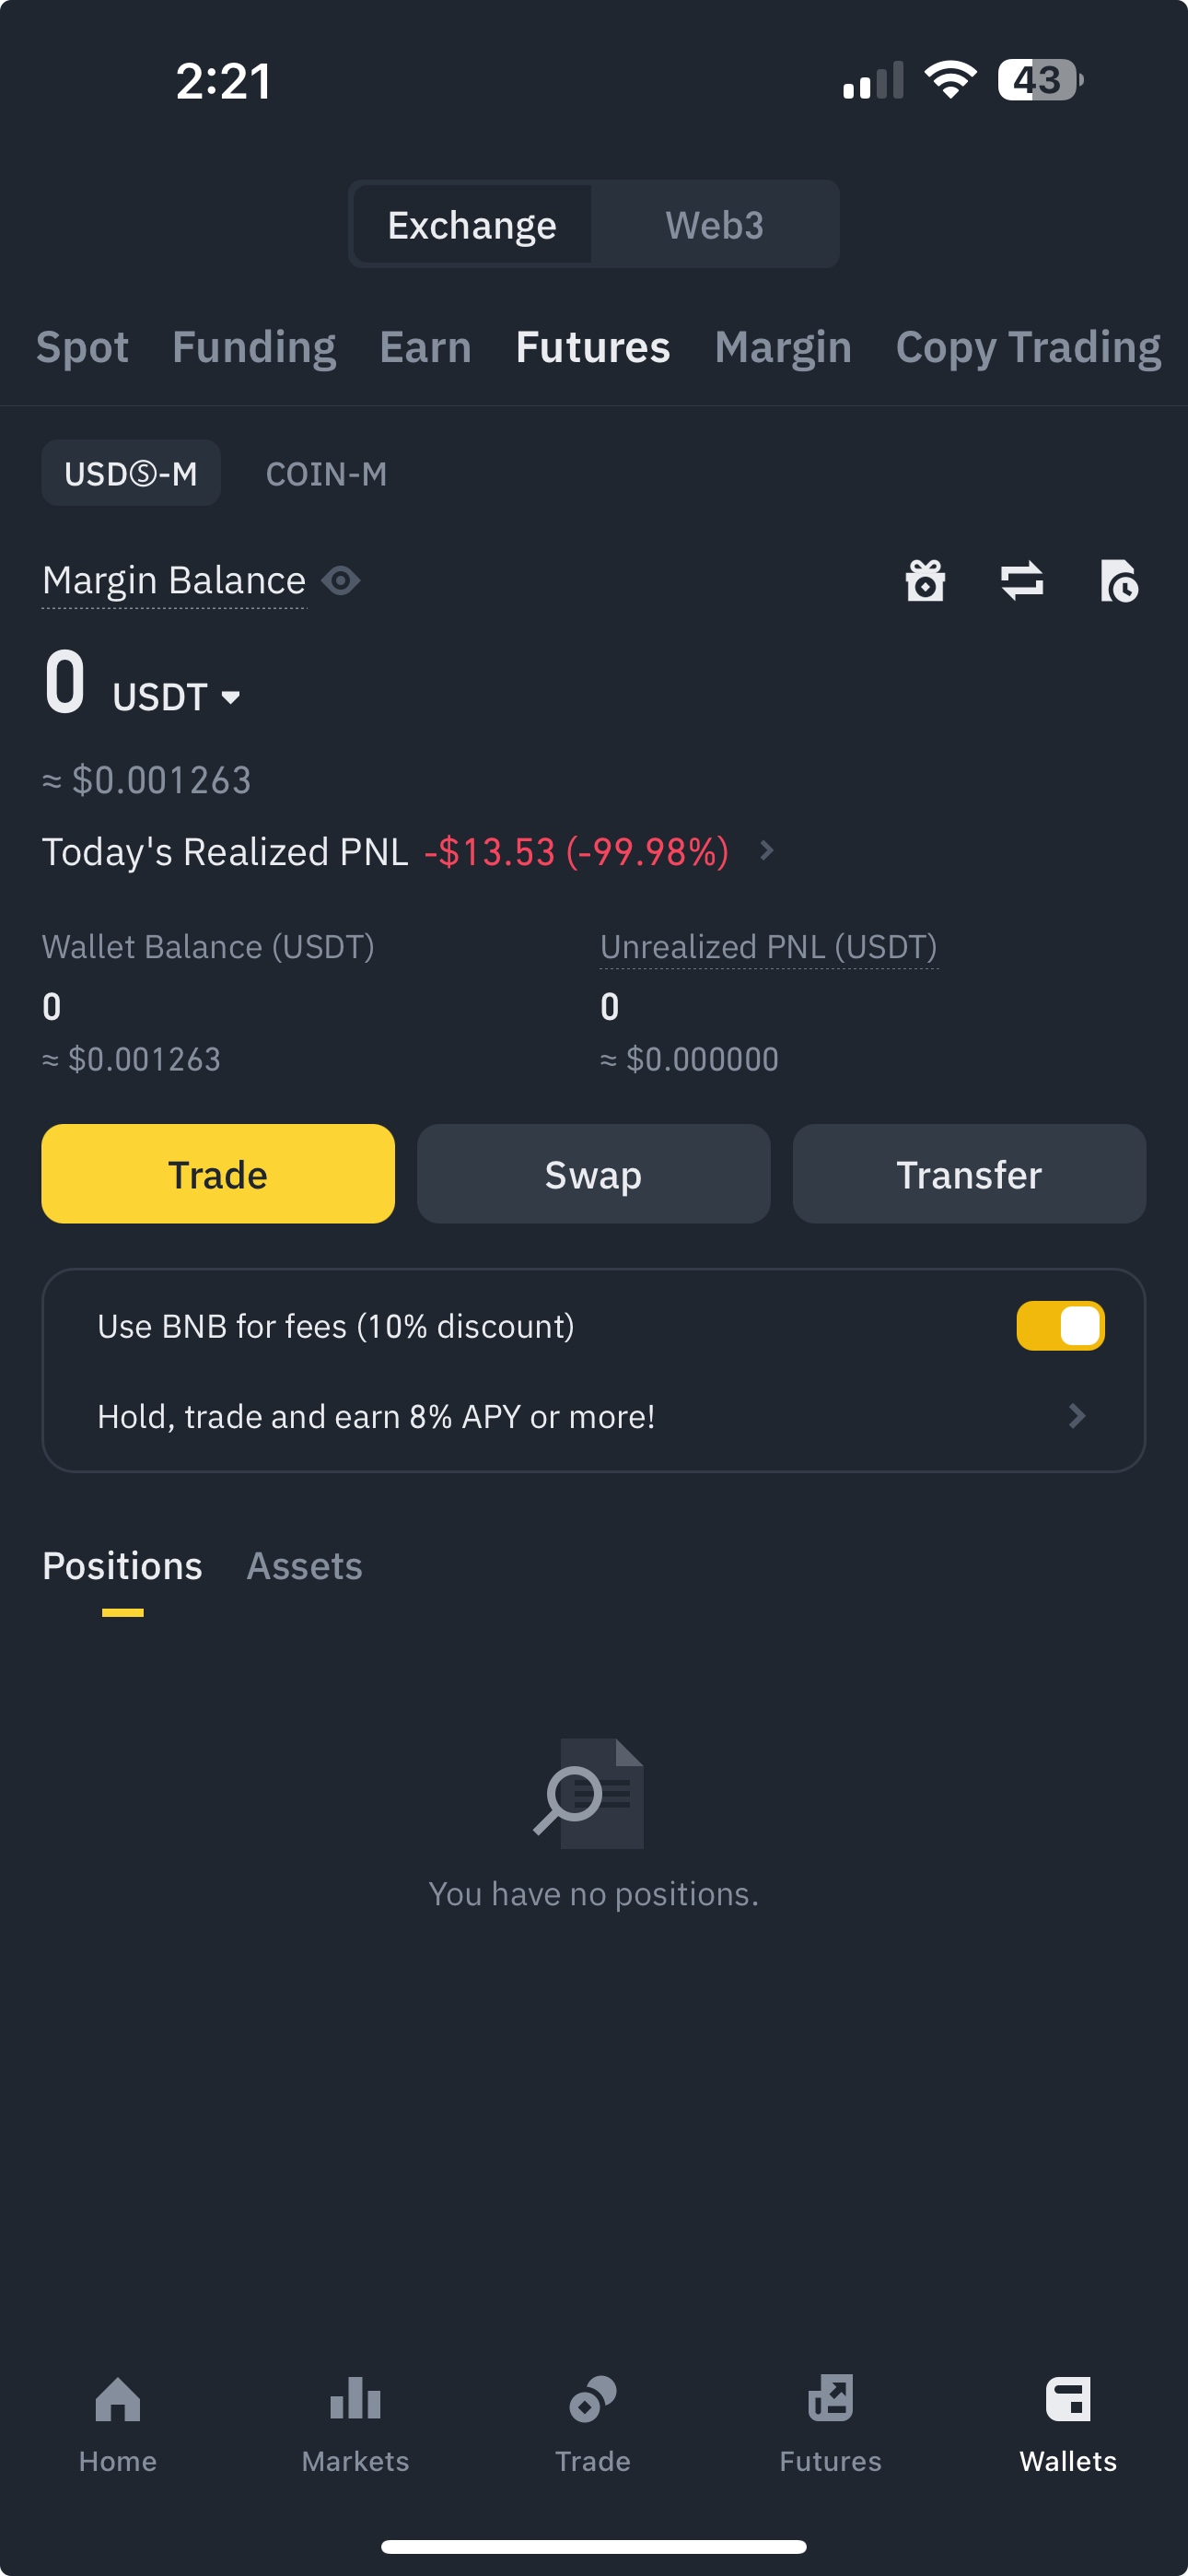 2:21
43
Exchange Web3
Spot Funding Earn Futures Margin Copy Trading
USDⓈ-M COIN-M
Margin Balance
0 USDT
≈ $0.001263
Today's Realized PNL -$13.53 (-99.98%)
Wallet Balance (USDT) Unrealized PNL (USDT)
0 0
≈ $0.001263 ≈ $0.000000
Trade Swap Transfer
Use BNB for fees (10% discount)
Hold, trade and earn 8% APY or more!
Positions Assets
You have no positions.
Home Markets Trade Futures Wallets